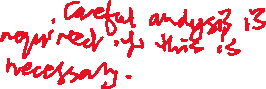 Careful analysis is
required if this is
necessary.